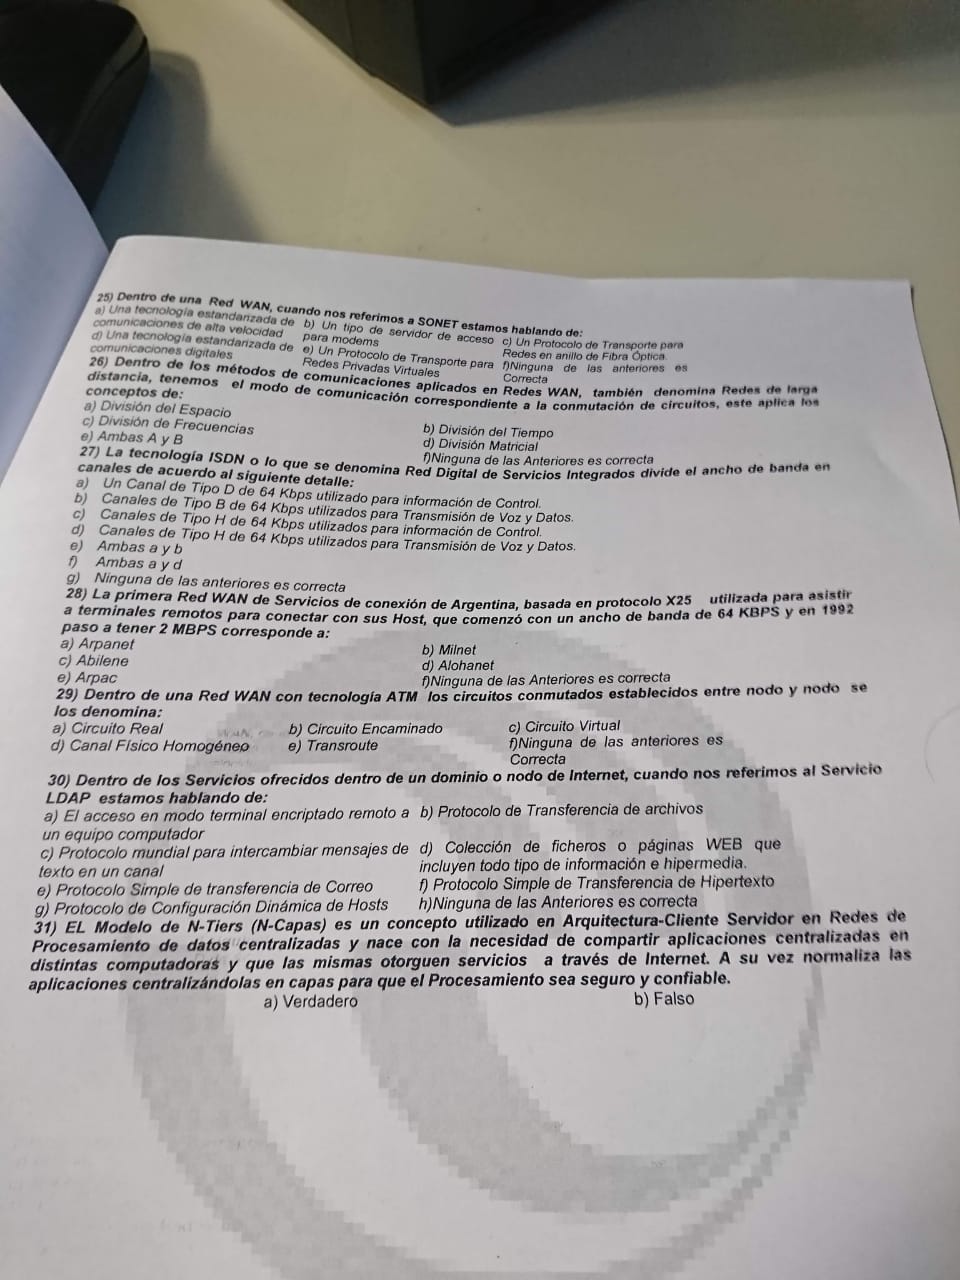 25) Dentro de una Red WAN, cuando nos referimos a SONET estamos hablando de:
a) Una tecnología estandarizada de comunicaciones de alta velocidad
b) Un tipo de servidor de acceso para modems
c) Un Protocolo de Transporte para Redes en anillo de Fibra Óptica.
d) Una tecnología estandarizada de comunicaciones digitales
e) Un Protocolo de Transporte para Redes Privadas Virtuales
f)Ninguna de las anteriores es Correcta
26) Dentro de los métodos de comunicaciones aplicados en Redes WAN, también denomina Redes de larga
distancia, tenemos el modo de comunicación correspondiente a la conmutación de circuitos, este aplica los
conceptos de:
a) División del Espacio
b) División del Tiempo
c) División de Frecuencias
d) División Matricial
e) Ambas A y B
f)Ninguna de las Anteriores es correcta
27) La tecnología ISDN o lo que se denomina Red Digital de Servicios Integrados divide el ancho de banda en
canales de acuerdo al siguiente detalle:
a) Un Canal de Tipo D de 64 Kbps utilizado para información de Control.
b) Canales de Tipo B de 64 Kbps utilizados para Transmisión de Voz y Datos.
c) Canales de Tipo H de 64 Kbps utilizados para información de Control.
d) Canales de Tipo H de 64 Kbps utilizados para Transmisión de Voz y Datos.
e) Ambas a y b
f) Ambas a y d
g) Ninguna de las anteriores es correcta
28) La primera Red WAN de Servicios de conexión de Argentina, basada en protocolo X25 utilizada para asistir
a terminales remotos para conectar con sus Host, que comenzó con un ancho de banda de 64 KBPS y en 1992
paso a tener 2 MBPS corresponde a:
a) Arpanet
b) Milnet
c) Abilene
d) Alohanet
e) Arpac
f)Ninguna de las Anteriores es correcta
29) Dentro de una Red WAN con tecnología ATM los circuitos conmutados establecidos entre nodo y nodo se
los denomina:
a) Circuito Real
b) Circuito Encaminado
c) Circuito Virtual
d) Canal Físico Homogéneo
e) Transroute
f)Ninguna de las anteriores es Correcta
30) Dentro de los Servicios ofrecidos dentro de un dominio o nodo de Internet, cuando nos referimos al Servicio
LDAP estamos hablando de:
a) El acceso en modo terminal encriptado remoto a un equipo computador
b) Protocolo de Transferencia de archivos
c) Protocolo mundial para intercambiar mensajes de texto en un canal
d) Colección de ficheros o páginas WEB que incluyen todo tipo de información e hipermedia.
e) Protocolo Simple de transferencia de Correo
f) Protocolo Simple de Transferencia de Hipertexto
g) Protocolo de Configuración Dinámica de Hosts
h)Ninguna de las Anteriores es correcta
31) EL Modelo de N-Tiers (N-Capas) es un concepto utilizado en Arquitectura-Cliente Servidor en Redes de
Procesamiento de datos centralizadas y nace con la necesidad de compartir aplicaciones centralizadas en
distintas computadoras y que las mismas otorguen servicios a través de Internet. A su vez normaliza las
aplicaciones centralizándolas en capas para que el Procesamiento sea seguro y confiable.
a) Verdadero
b) Falso